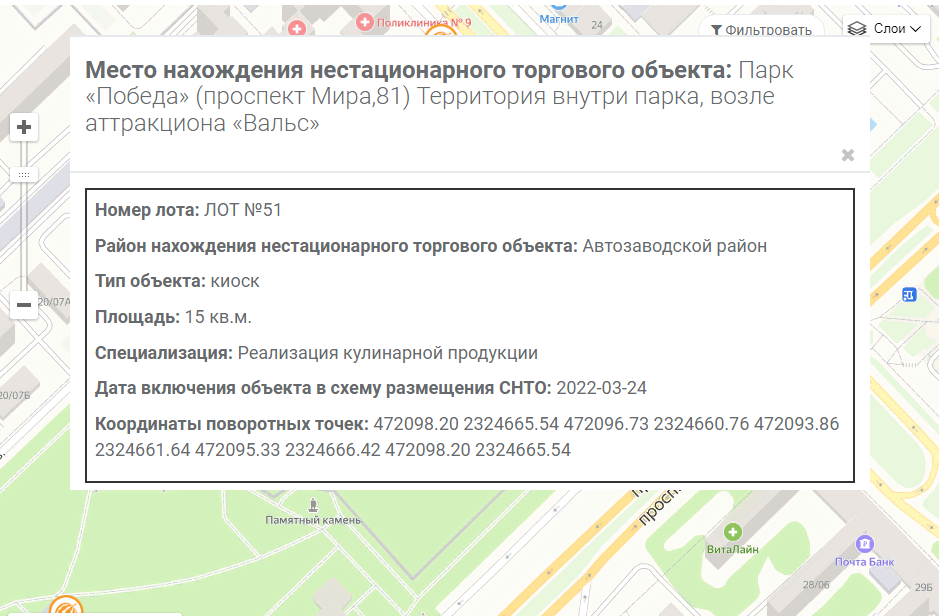 Поликлиника № 9
Магнит
24
Фильтровать
Слои
Место нахождения нестационарного торгового объекта: Парк
«Победа» (проспект Мира,81) Территория внутри парка, возле
аттракциона «Вальс»
Номер лота: ЛОТ №51
Район нахождения нестационарного торгового объекта: Автозаводской район
Тип объекта: киоск
20/07А
Площадь: 15 кв.м.
Специализация: Реализация кулинарной продукции
Дата включения объекта в схему размещения СНТО: 2022-03-24
20/07Б
Координаты поворотных точек: 472098.20 2324665.54 472096.73 2324660.76 472093.86
2324661.64 472095.33 2324666.42 472098.20 2324665.54
Памятный камень
ВитаЛайн
Почта Банк
28/06
29Б